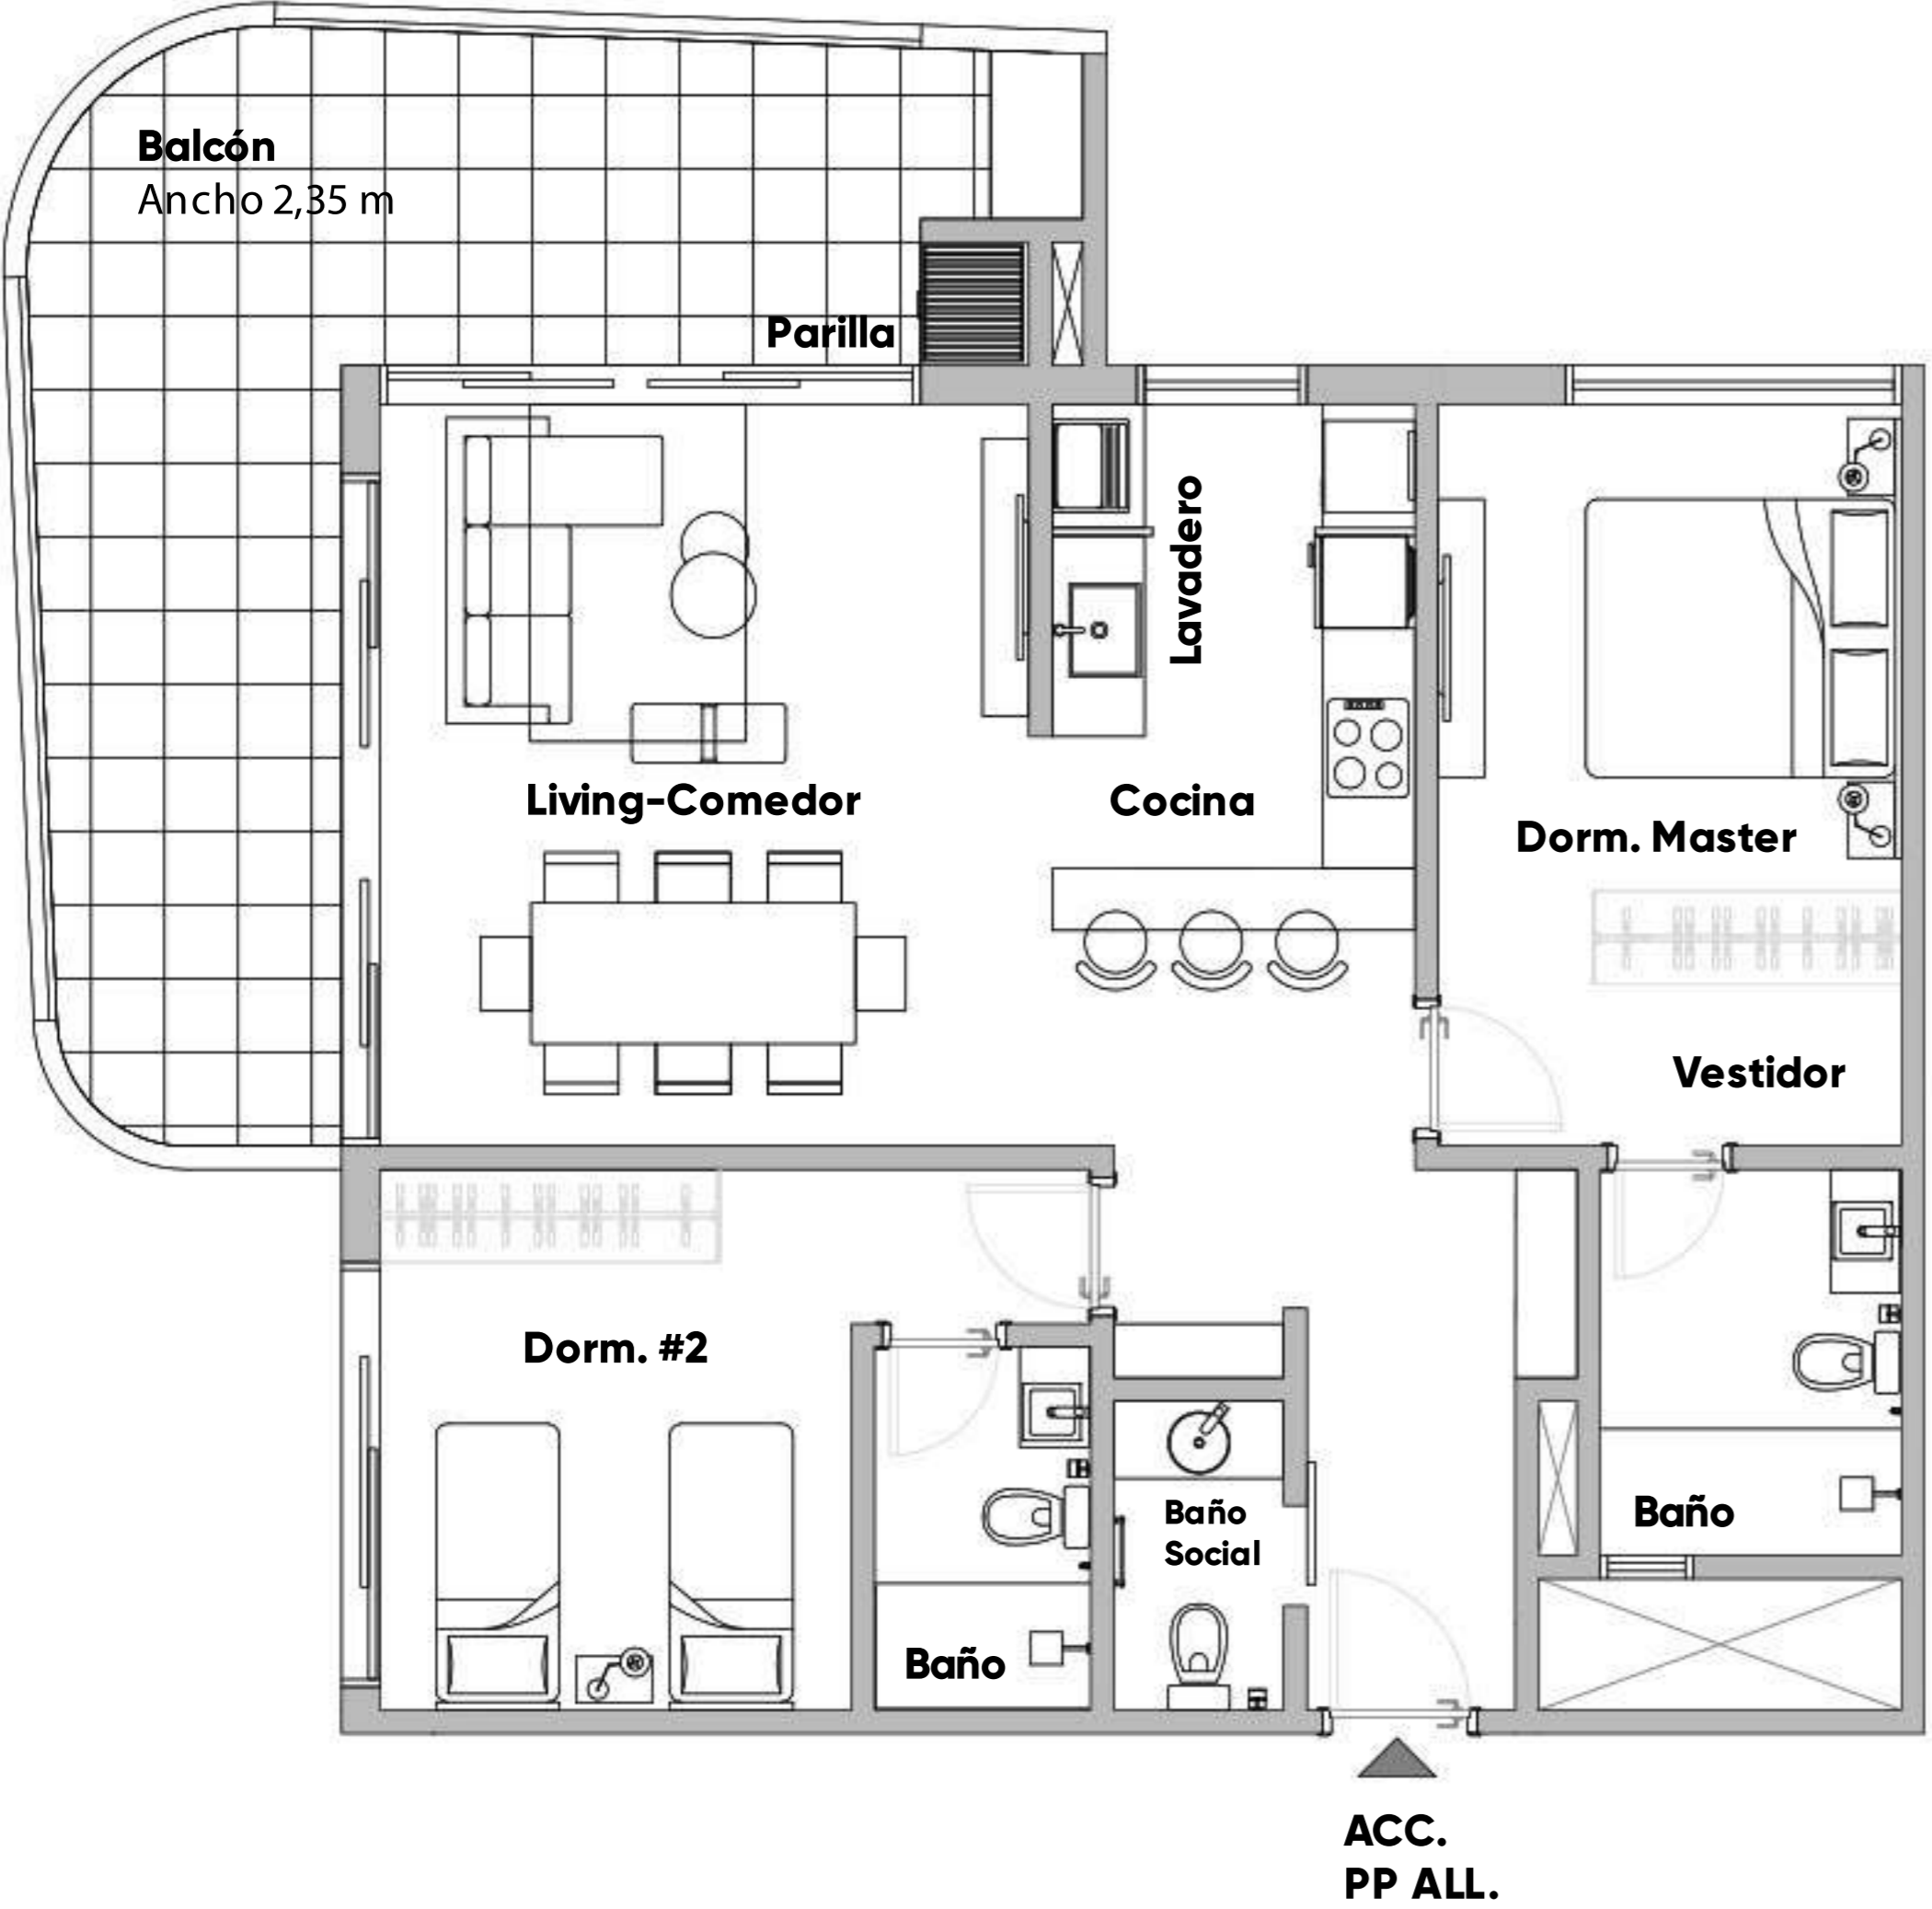 Balcón
Ancho 2,35 m
Parilla
Lavadero
Living-Comedor
Cocina
Dorm. Master
Vestidor
Dorm. #2
Baño
Baño
Social
Baño
ACC.
PP ALL.